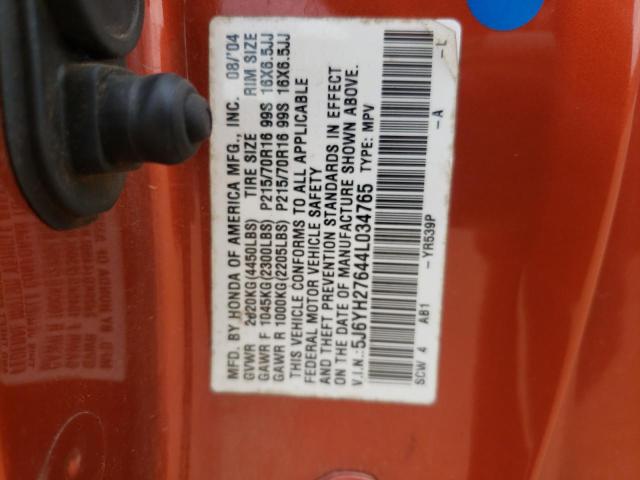 MFD. BY HONDA OF AMERICA MFG., INC. 08/'04
GVWR 2020KG(4450LBS) TIRE SIZE RIM SIZE
GAWR F 1045KG(2300LBS) P215/70R16 99S 16X6.5JJ
GAWR R 1000KG(2205LBS) P215/70R16 99S 16X6.5JJ
THIS VEHICLE CONFORMS TO ALL APPLICABLE
FEDERAL MOTOR VEHICLE SAFETY
AND THEFT PREVENTION STANDARDS IN EFFECT
ON THE DATE OF MANUFACTURE SHOWN ABOVE.
V.I.N.: 5J6YH27644L034765 TYPE: MPV
SCW 4 AB1 -YR539P -A -L